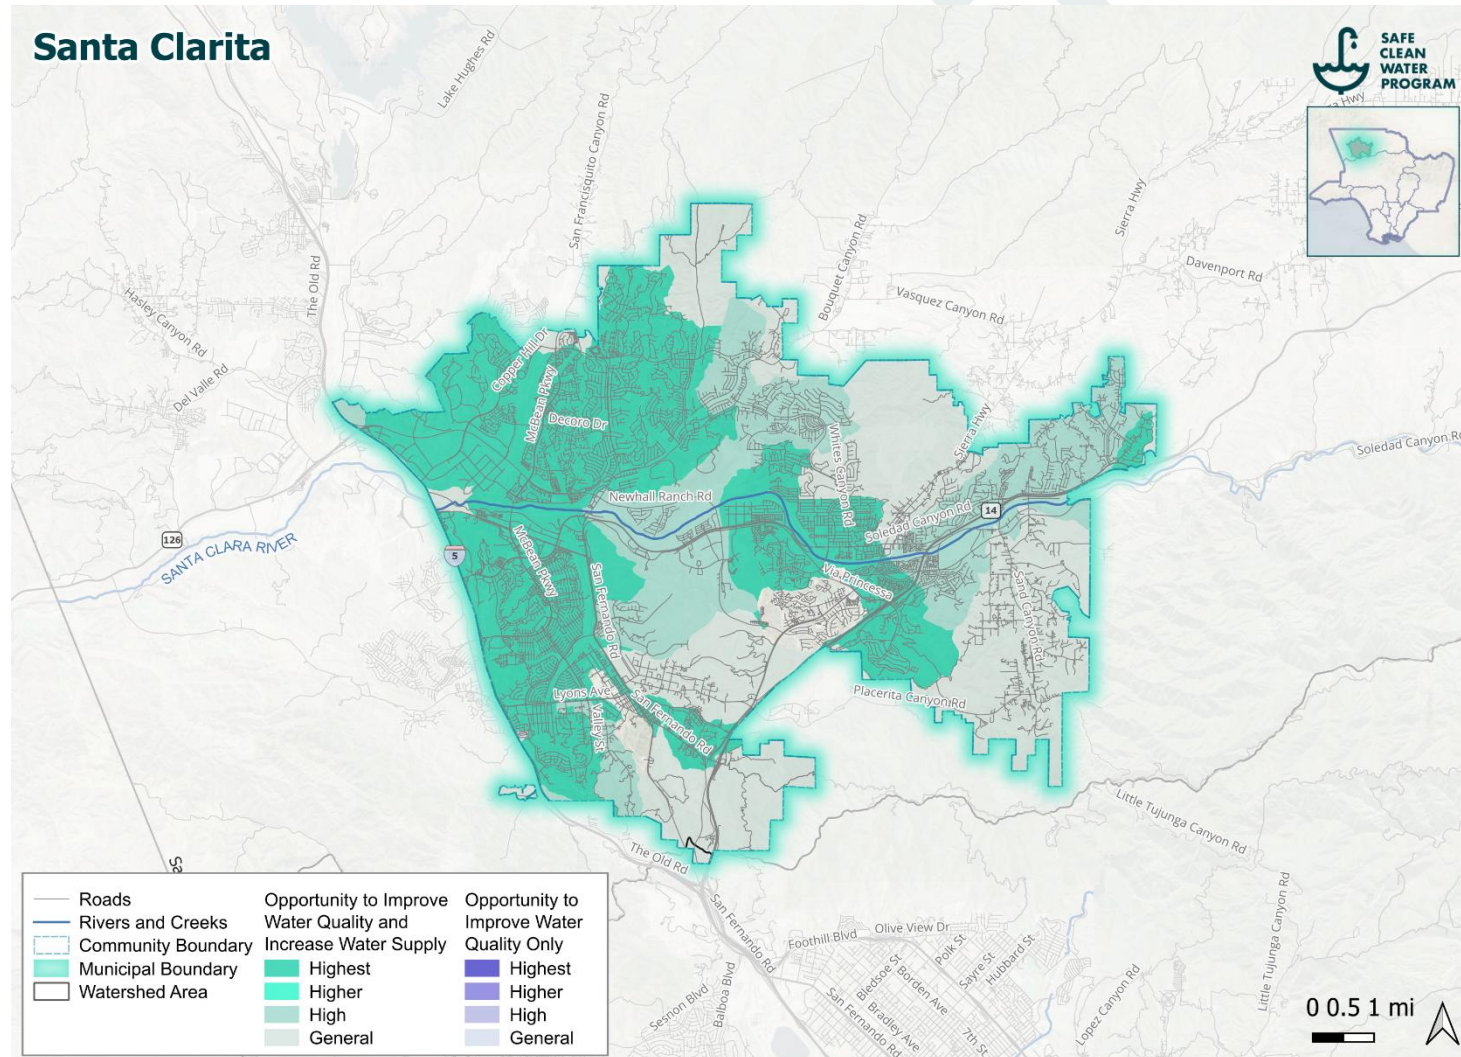 Santa Clarita
SAFE
CLEAN
WATER
PROGRAM
Lake Hughes Rd
San Francisquito Canyon Rd
The Old Rd
Hasley Canyon Rd
Del Valle Rd
Bouquet Canyon Rd
Vasquez Canyon Rd
Sierra Hwy
Davenport Rd
Copper Hill Dr
McBean Pkwy
Decoro Dr
Whites Canyon Rd
Sierra Hwy
Soledad Canyon Rd
Newhall Ranch Rd
Soledad Canyon Rd
14
126
SANTA CLARA RIVER
5
McBean Pkwy
San Fernando Rd
Via Princessa
Sand Canyon Rd
Placerita Canyon Rd
Lyons Ave
Valley St
San Fernando Rd
Little Tujunga Canyon Rd
The Old Rd
San Fernando Rd
Foothill Blvd
Olive View Dr
Polk St
Sayre St
Hubbard St
Bledsoe St
Borden Ave
Bradley Ave
San Fernando Rd
7th St
Sesnon Blvd
Balboa Blvd
Lopez Canyon Rd
Little Tujunga Canyon Rd
Roads
Rivers and Creeks
Community Boundary
Municipal Boundary
Watershed Area
Opportunity to Improve
Water Quality and
Increase Water Supply
Highest
Higher
High
General
Opportunity to
Improve Water
Quality Only
Highest
Higher
High
General
0 0.5 1 mi